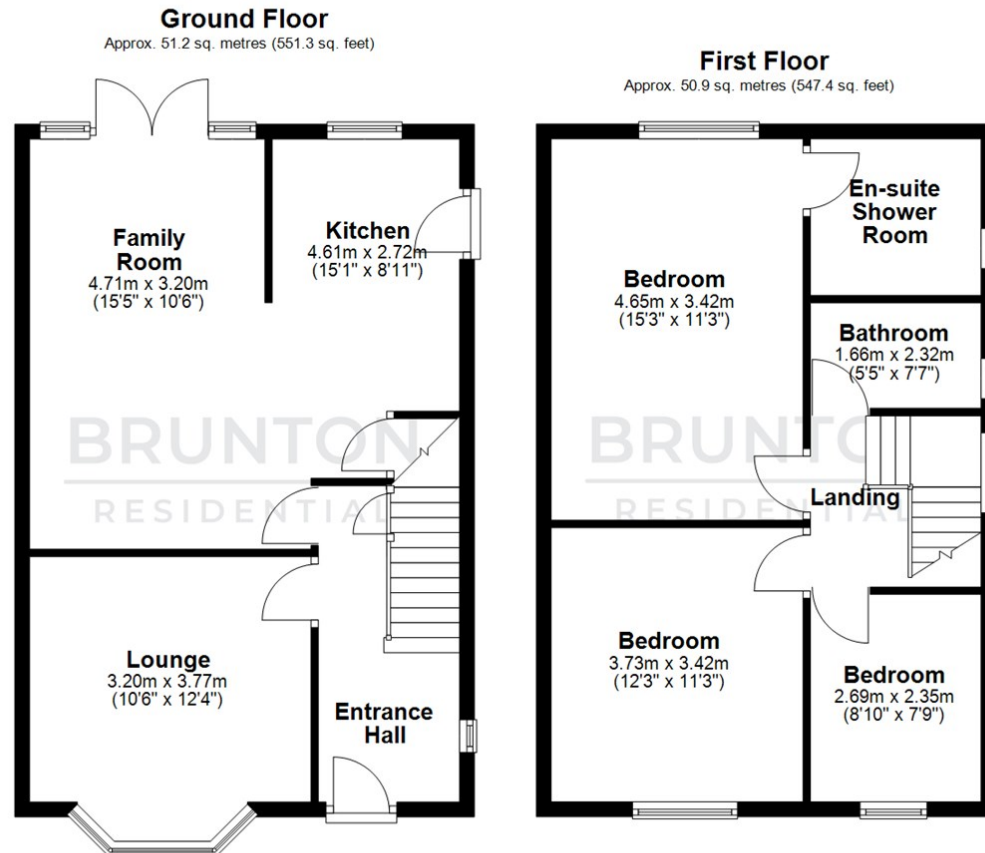 Ground Floor
Approx. 51.2 sq. metres (551.3 sq. feet)
Family
Room
4.71m x 3.20m
(15'5" x 10'6")
Kitchen
4.61m x 2.72m
(15'1" x 8'11")
BRUNTON
RESIDENTIAL
Lounge
3.20m x 3.77m
(10'6" x 12'4")
Entrance
Hall
First Floor
Approx. 50.9 sq. metres (547.4 sq. feet)
En-suite
Shower
Room
Bedroom
4.65m x 3.42m
(15'3" x 11'3")
Bathroom
1.66m x 2.32m
(5'5" x 7'7")
BRUNTON
Landing
RESIDENTIAL
Bedroom
3.73m x 3.42m
(12'3" x 11'3")
Bedroom
2.69m x 2.35m
(8'10" x 7'9")